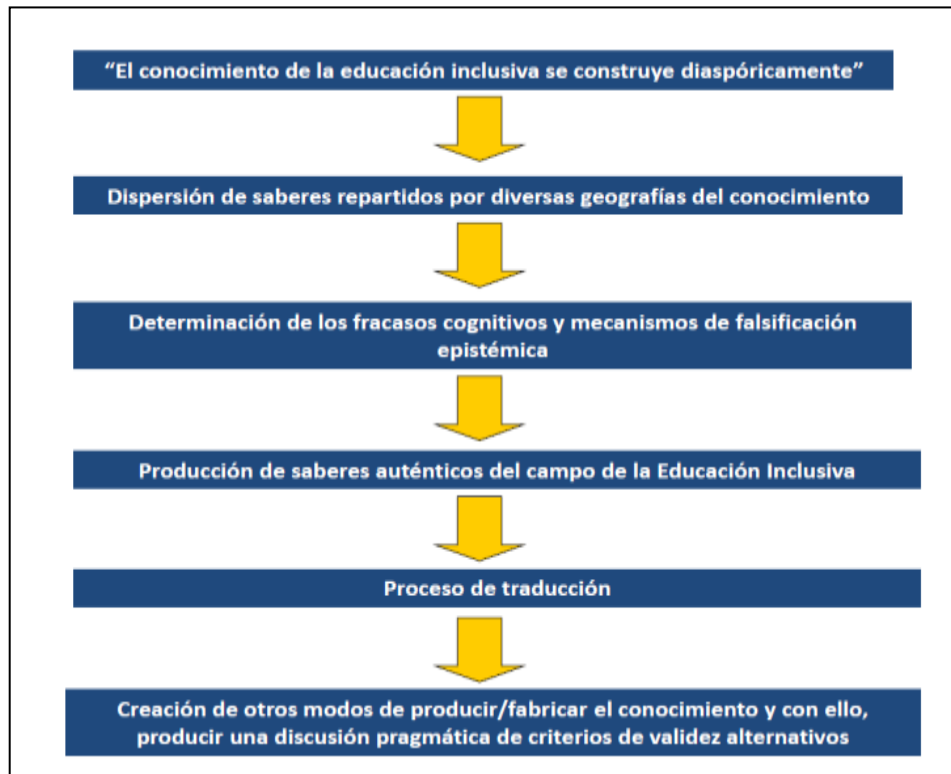 “El conocimiento de la educación inclusiva se construye diaspóricamente”
Dispersión de saberes repartidos por diversas geografías del conocimiento
Determinación de los fracasos cognitivos y mecanismos de falsificación
epistémica
Producción de saberes auténticos del campo de la Educación Inclusiva
Proceso de traducción
Creación de otros modos de producir/fabricar el conocimiento y con ello,
producir una discusión pragmática de criterios de validez alternativos